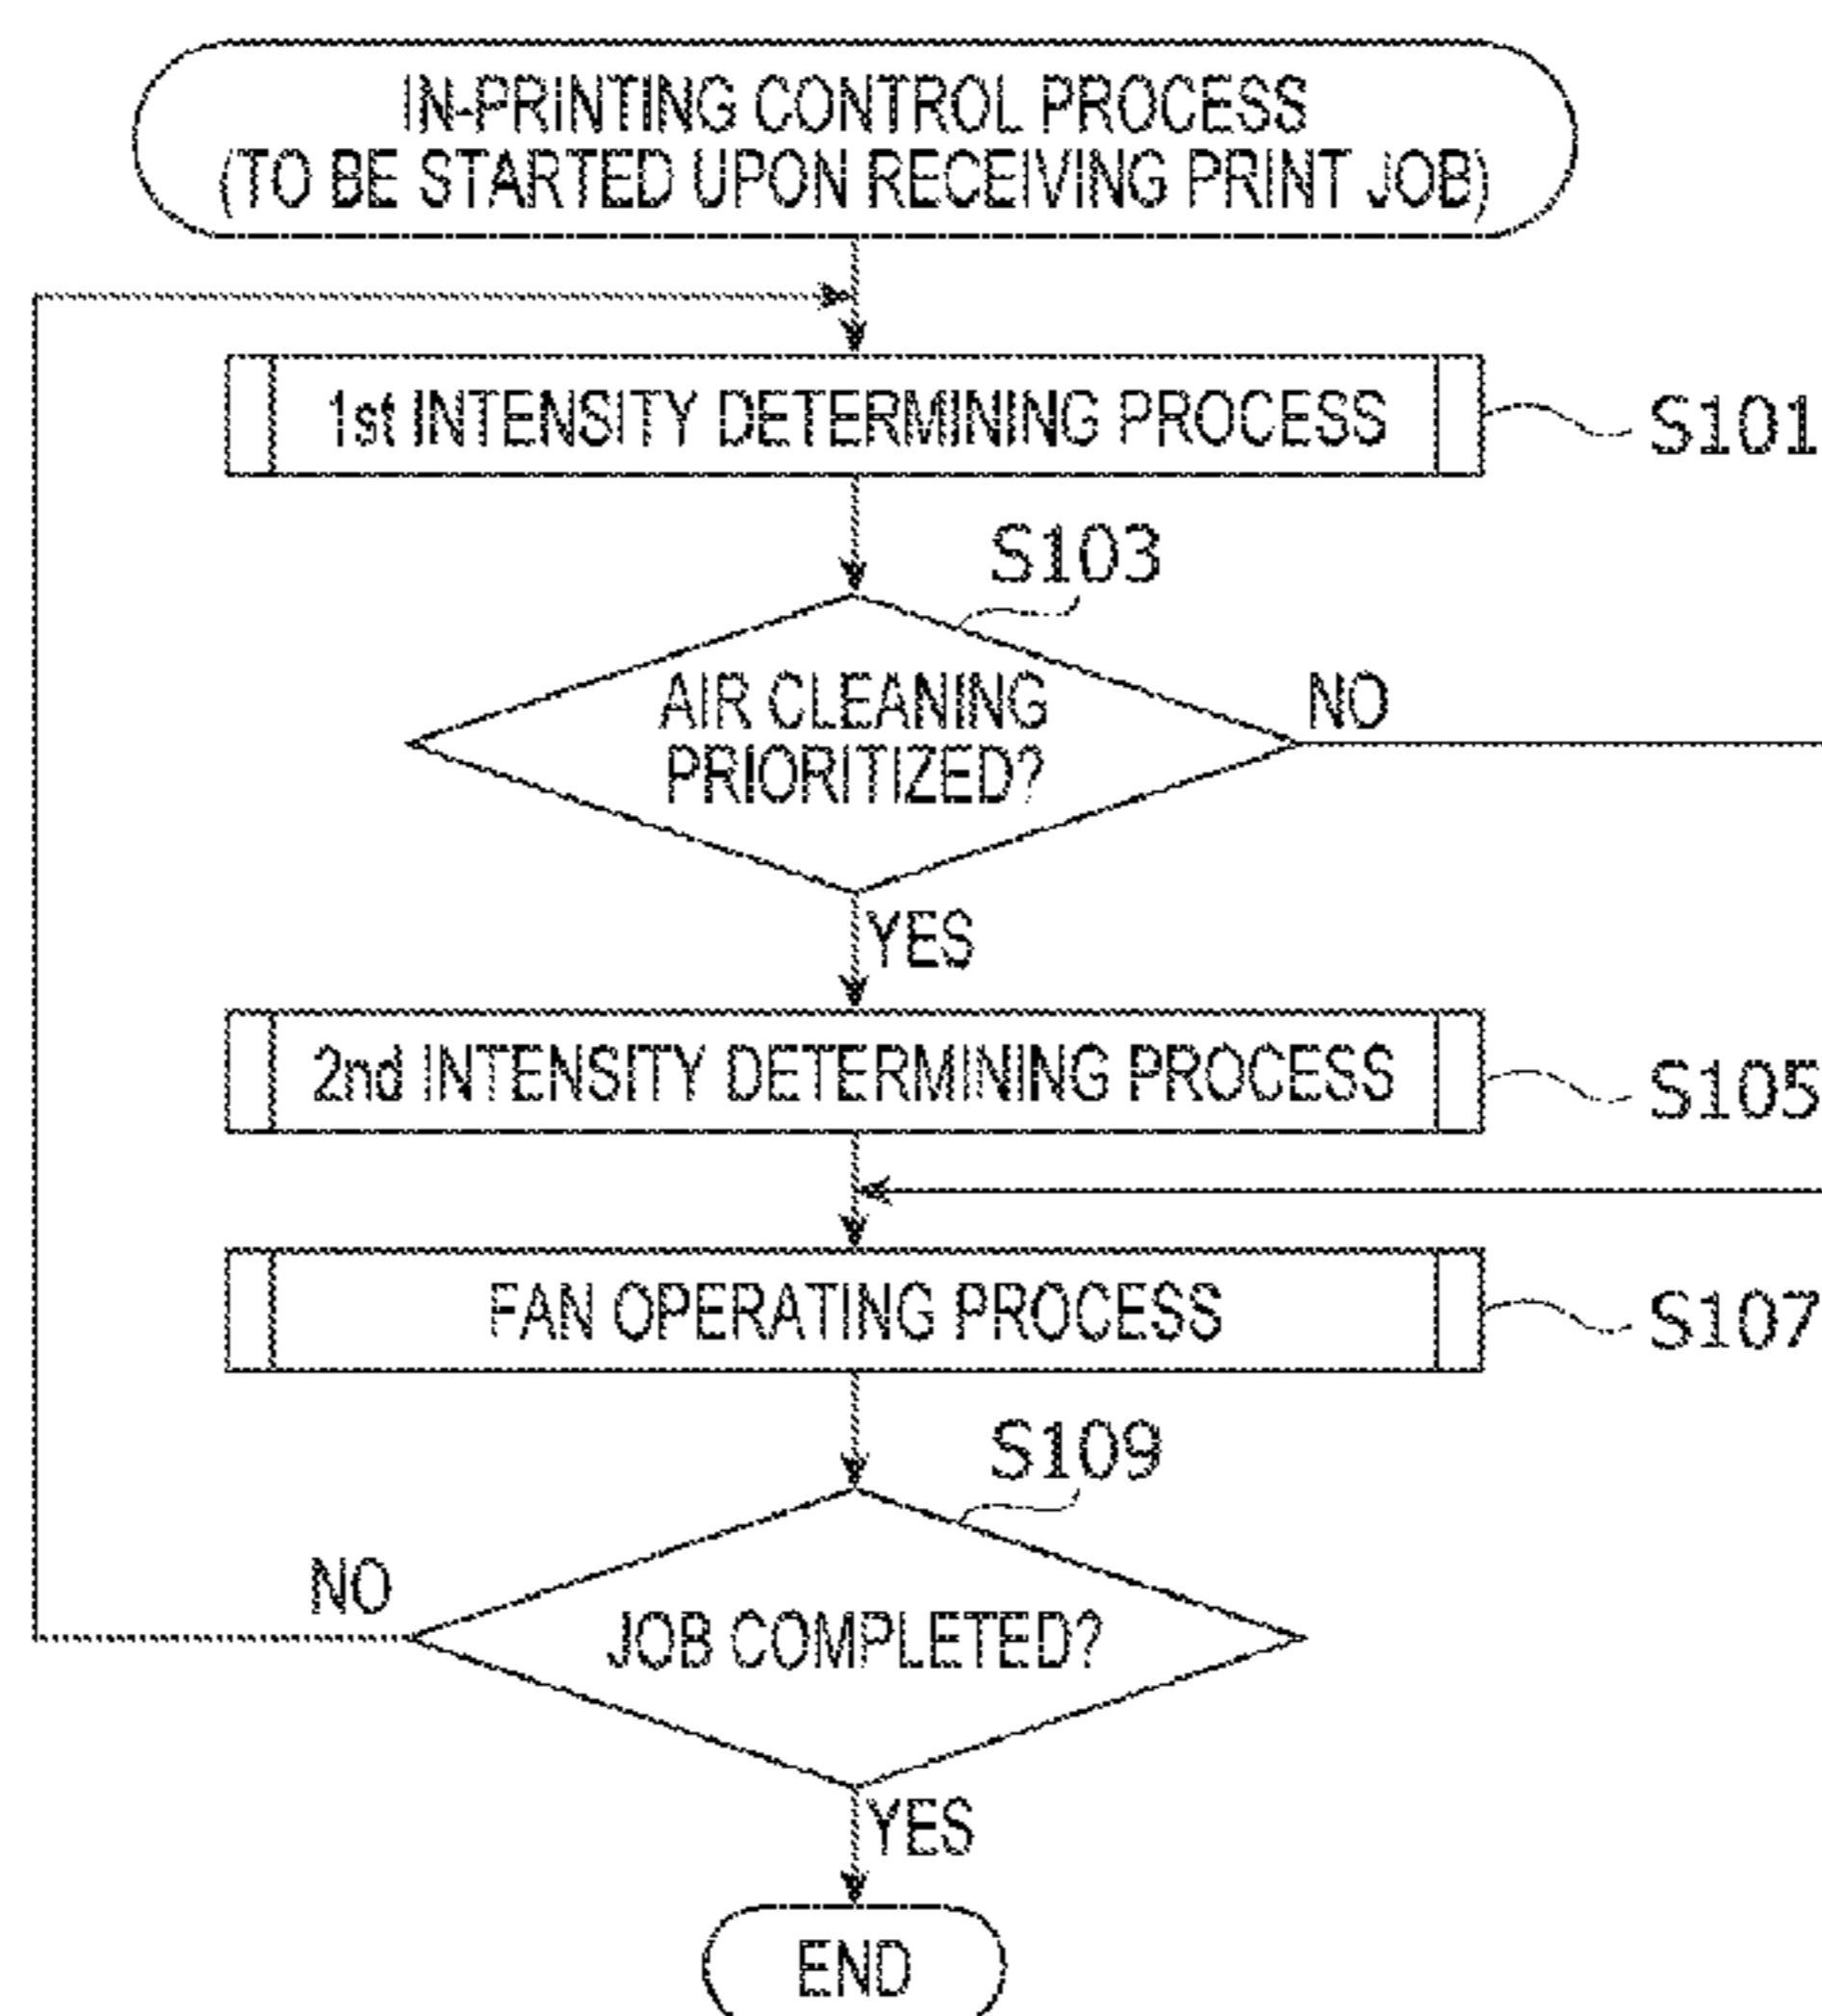 IN-PRINTING CONTROL PROCESS
(TO BE STARTED UPON RECEIVING PRINT JOB)
1st INTENSITY DETERMINING PROCESS
S101
S103
AIR CLEANING
PRIORITIZED?
NO
YES
2nd INTENSITY DETERMINING PROCESS
S105
FAN OPERATING PROCESS
S107
S109
NO
JOB COMPLETED?
YES
END